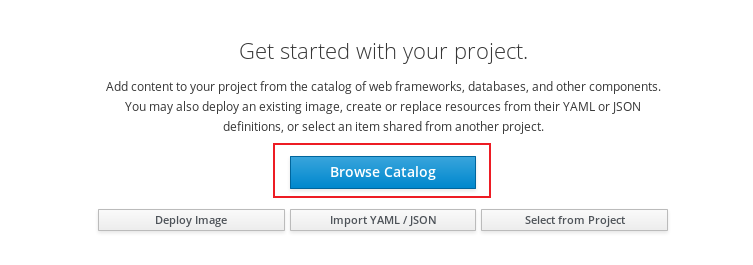 Get started with your project.
Add content to your project from the catalog of web frameworks, databases, and other components.
You may also deploy an existing image, create or replace resources from their YAML or JSON
definitions, or select an item shared from another project.
Browse Catalog
Deploy Image
Import YAML / JSON
Select from Project